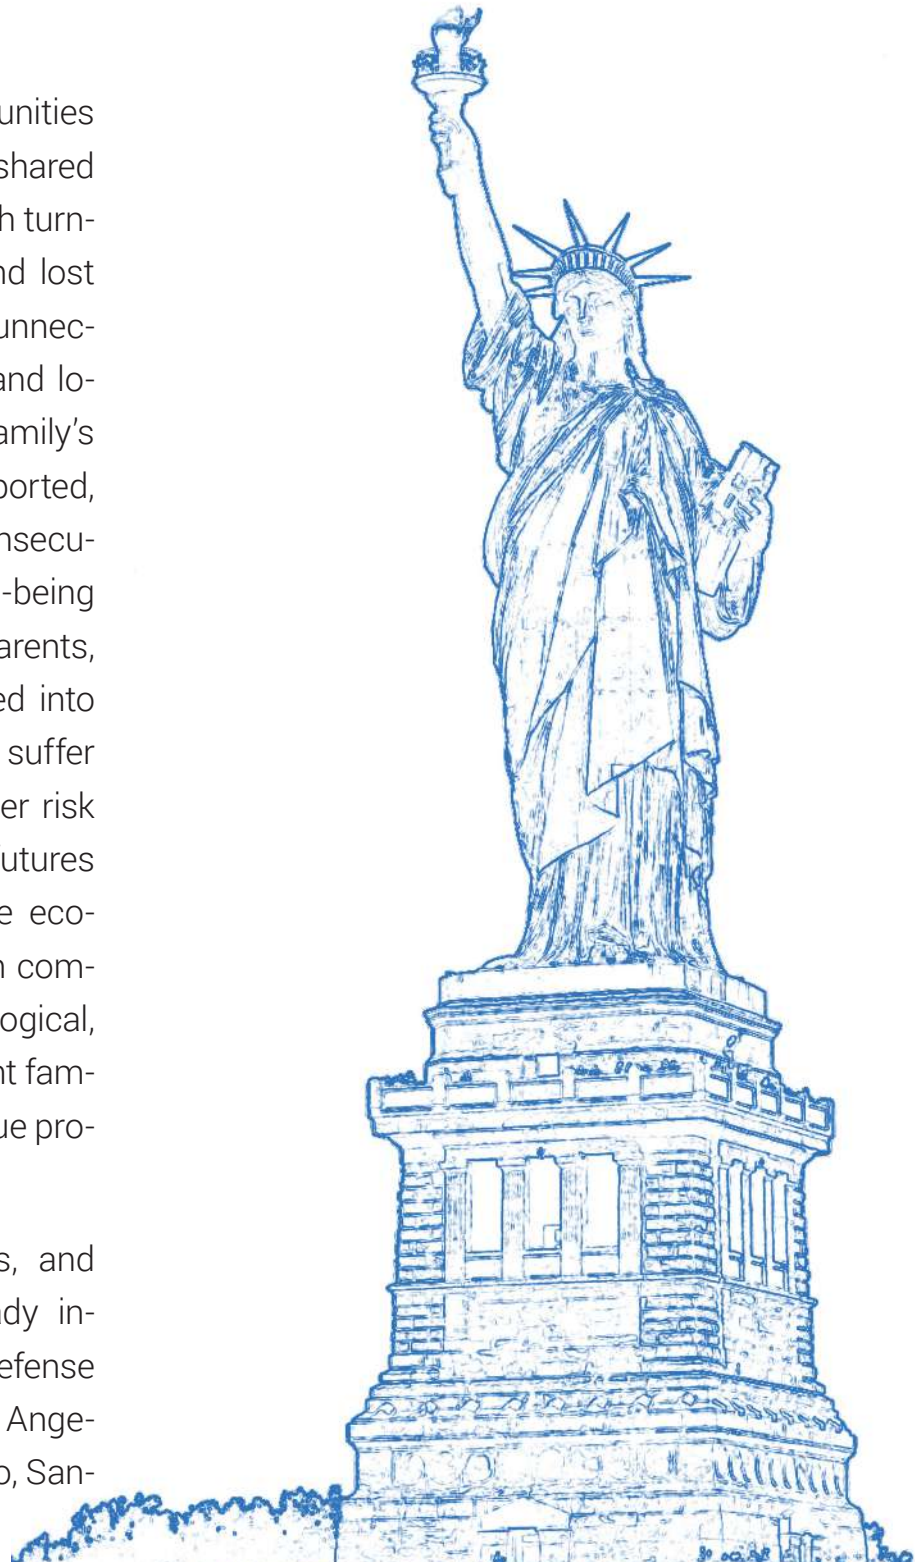 unities
shared
h turn-
nd lost
unnec-
and lo-
amily's
ported,
nsecu-
-being
arents,
ed into
suffer
er risk
utures
e eco-
n com-
ogical,
nt fam-
ue pro-
s, and
ady in-
efense
Ange-
o, San-